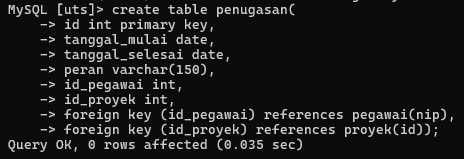 MySQL [uts]> create table penugasan(
    -> id int primary key,
    -> tanggal_mulai date,
    -> tanggal_selesai date,
    -> peran varchar(150),
    -> id_pegawai int,
    -> id_proyek int,
    -> foreign key (id_pegawai) references pegawai(nip),
    -> foreign key (id_proyek) references proyek(id));
Query OK, 0 rows affected (0.035 sec)